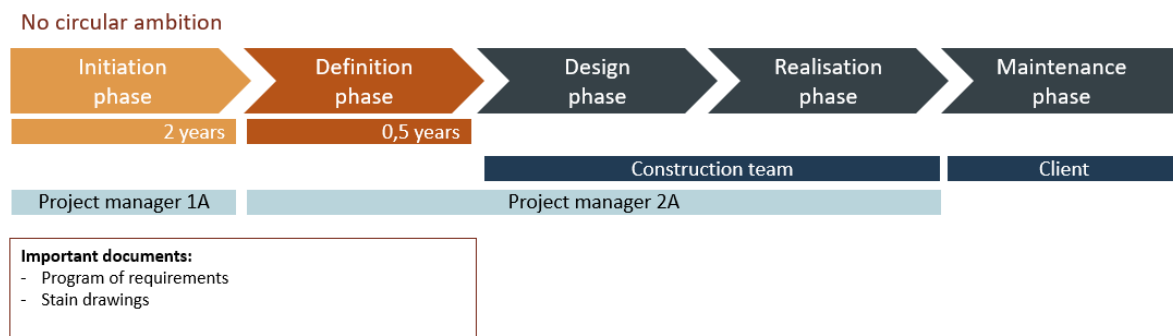 No circular ambition
Initiation
phase
Definition
phase
Design
phase
Realisation
phase
Maintenance
phase
2 years
0,5 years
Construction team
Client
Project manager 1A
Project manager 2A
Important documents:
- Program of requirements
- Stain drawings